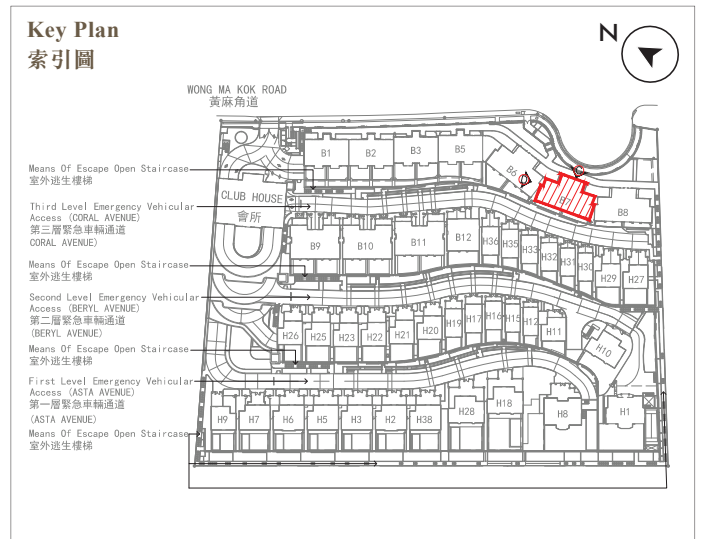 Key Plan
索引圖
N
WONG MA KOK ROAD
黃麻角道
B1
B2
B3
B5
B6
B7
B8
Means Of Escape Open Staircase
室外逃生樓梯
CLUB HOUSE
會所
Third Level Emergency Vehicular
Access (CORAL AVENUE)
第三層緊急車輛通道
CORAL AVENUE)
B9
B10
B11
B12
H36
H35
H33
H32
H31
H30
H29
H27
Means Of Escape Open Staircase
室外逃生樓梯
Second Level Emergency Vehicular
Access (BERYL AVENUE)
第二層緊急車輛通道
(BERYL AVENUE)
H26
H25
H23
H22
H21
H20
H19
H17
H16
H15
H12
H11
H10
Means Of Escape Open Staircase
室外逃生樓梯
First Level Emergency Vehicular
Access (ASTA AVENUE)
第一層緊急車輛通道
(ASTA AVENUE)
H9
H7
H6
H5
H3
H2
H38
H28
H18
H8
H1
Means Of Escape Open Staircase
室外逃生樓梯